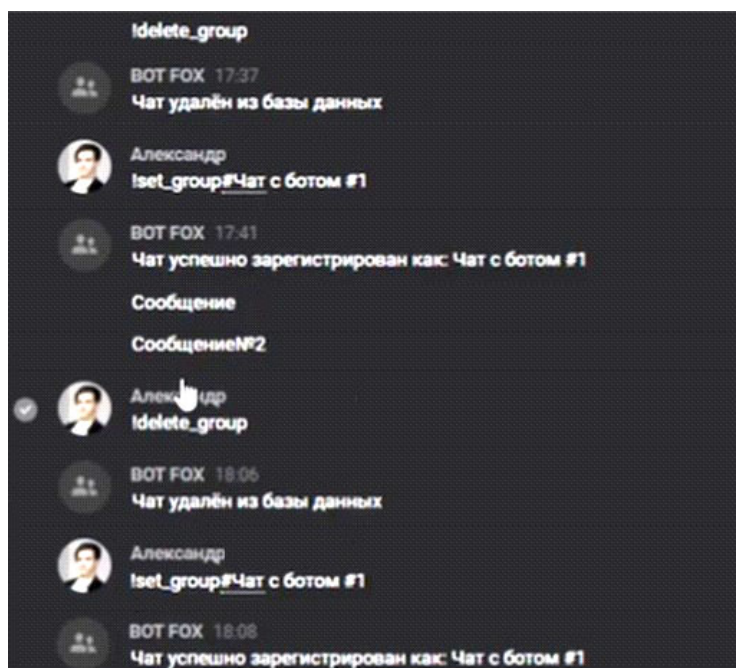 !delete_group
BOT FOX 17:37
Чат удалён из базы данных
Александр
!set_group#Чат с ботом #1
BOT FOX 17:41
Чат успешно зарегистрирован как: Чат с ботом #1
Сообщение
Сообщение№2
Александр
!delete_group
BOT FOX 18:06
Чат удалён из базы данных
Александр
!set_group#Чат с ботом #1
BOT FOX 18:08
Чат успешно зарегистрирован как: Чат с ботом #1